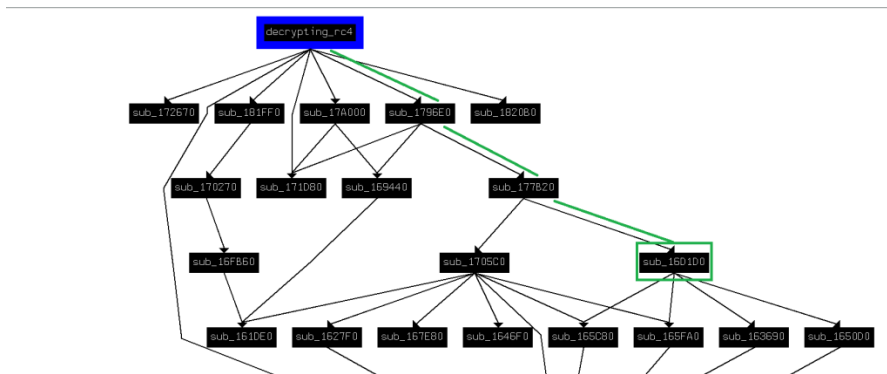 decrypting_rc4
sub_172670 sub_181FF0 sub_17A000 sub_1796E0 sub_1820B0
sub_170270 sub_171D80 sub_169440 sub_177B20
sub_16FB60 sub_1705C0 sub_16D1D0
sub_161DE0 sub_1627F0 sub_167E80 sub_1646F0 sub_165C80 sub_165FA0 sub_163690 sub_1650D0